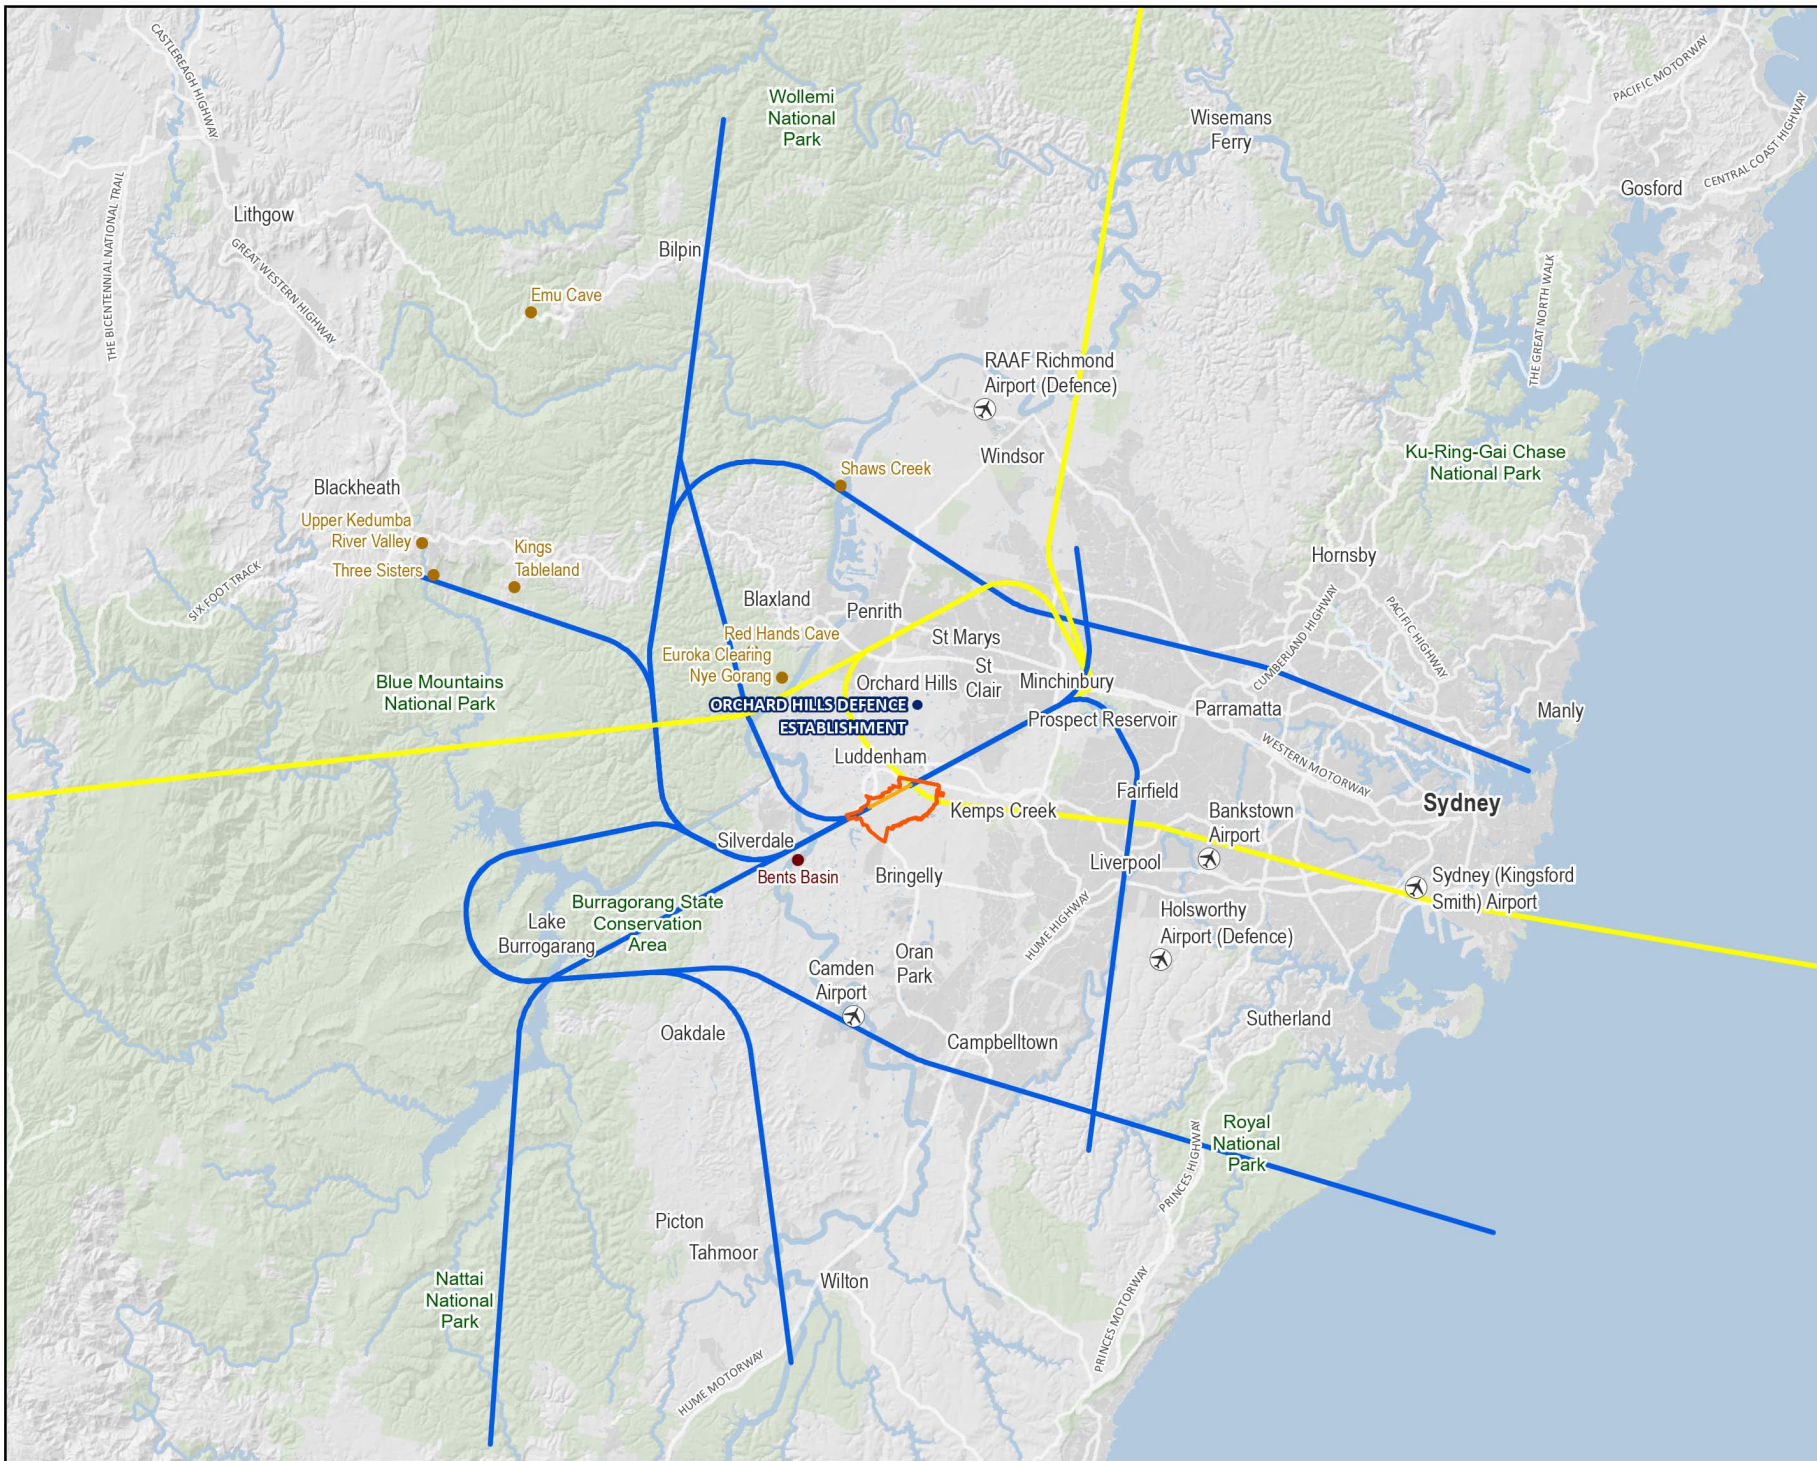 CASTLEREAGH HIGHWAY
PACIFIC MOTORWAY
Wollemi
National
Park
Wisemans
Ferry
CENTRAL COAST HIGHWAY
Gosford
THE BICENTENNIAL NATIONAL TRAIL
Lithgow
GREAT WESTERN HIGHWAY
Bilpin
THE GREAT NORTH WALK
Emu Cave
RAAF Richmond
Airport (Defence)
Windsor
Ku-Ring-Gai Chase
National Park
Shaws Creek
Blackheath
Upper Kedumba
River Valley
Three Sisters
Kings
Tableland
SIX FOOT TRACK
Hornsby
Blaxland
Penrith
CUMBERLAND HIGHWAY
PACIFIC HIGHWAY
Red Hands Cave
Euroka Clearing
Nye Gorang
St Marys
St
Clair
Blue Mountains
National Park
Orchard Hills
Minchinbury
ORCHARD HILLS DEFENCE
ESTABLISHMENT
Prospect Reservoir
Parramatta
Manly
WESTERN MOTORWAY
Luddenham
Fairfield
Sydney
Kemps Creek
Bankstown
Airport
Silverdale
Bents Basin
Bringelly
Liverpool
Sydney (Kingsford
Smith) Airport
Burragorang State
Conservation
Area
Lake
Burrogarang
HUME HIGHWAY
Holsworthy
Airport (Defence)
Oran
Park
Camden
Airport
Oakdale
Campbelltown
Sutherland
Royal
National
Park
PRINCES HIGHWAY
Picton
Tahmoor
Wilton
Nattai
National
Park
PRINCES MOTORWAY
HUME MOTORWAY